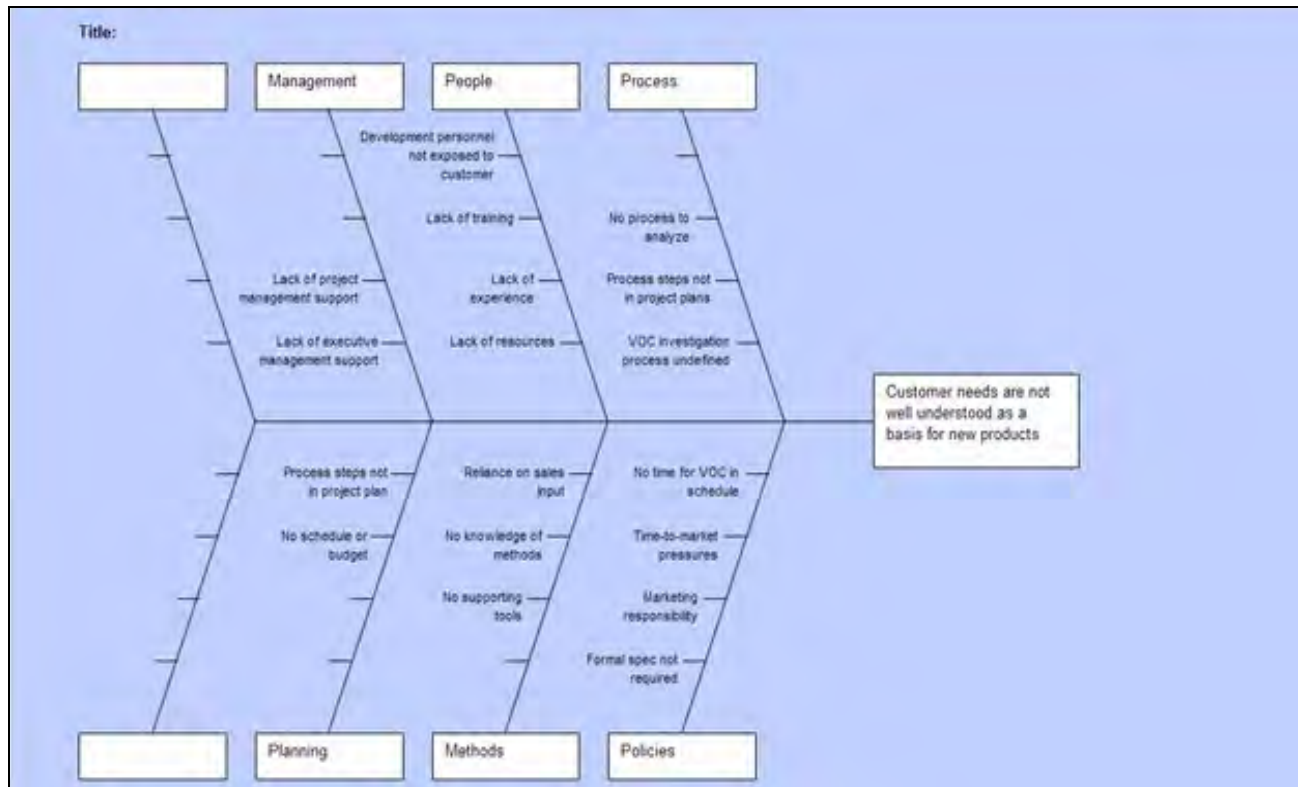 Title:
Management
People
Process
Development personnel
not exposed to
customer
Lack of training
No process to
analyze
Lack of project
management support
Lack of
experience
Process steps not
in project plans
Lack of executive
management support
Lack of resources
VOC investigation
process undefined
Customer needs are not
well understood as a
basis for new products
Process steps not
in project plan
Reliance on sales
input
No time for VOC in
schedule
No schedule or
budget
No knowledge of
methods
Time-to-market
pressures
No supporting
tools
Marketing
responsibility
Formal spec not
required
Planning
Methods
Policies